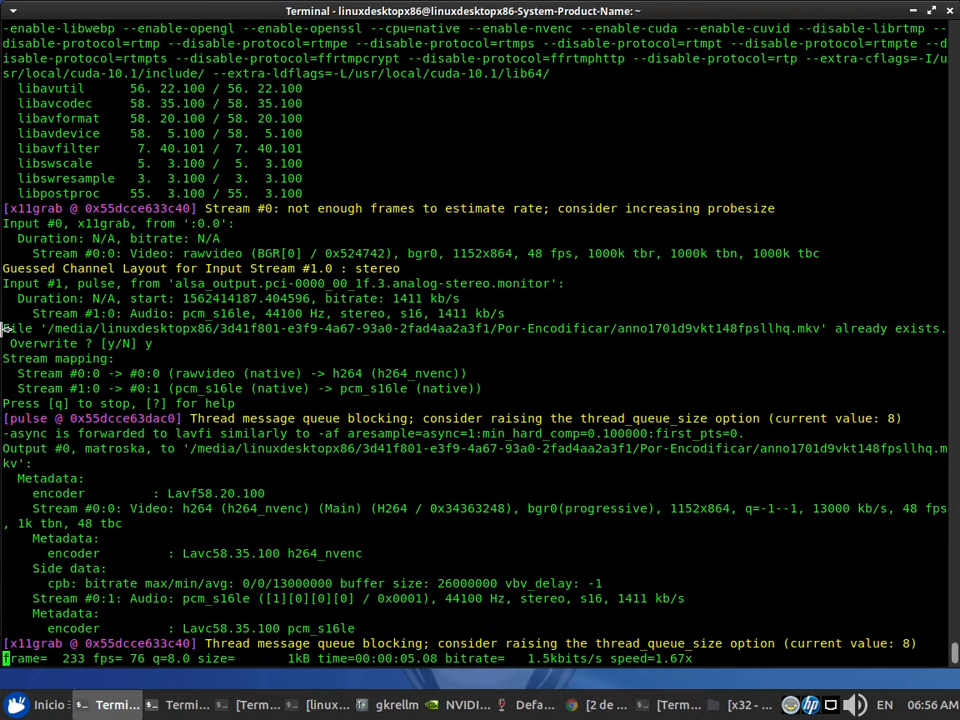 Terminal - linuxdesktopx86@linuxdesktopx86-System-Product-Name: ~
-enable-libwebp --enable-opengl --enable-openssl --cpu=native --enable-nvenc --enable-cuda --enable-cuvid --disable-librtmp --disable-protocol=rtmp --disable-protocol=rtmpe --disable-protocol=rtmps --disable-protocol=rtmpt --disable-protocol=rtmpte --d
isable-protocol=rtmpts --disable-protocol=ffrtmpcrypt --disable-protocol=ffrtmphttp --disable-protocol=rtp --extra-cflags=-I/u
sr/local/cuda-10.1/include/ --extra-ldflags=-L/usr/local/cuda-10.1/lib64/
libavutil      56. 22.100 / 56. 22.100
libavcodec     58. 35.100 / 58. 35.100
libavformat    58. 20.100 / 58. 20.100
libavdevice    58.  5.100 / 58.  5.100
libavfilter     7. 40.101 /  7. 40.101
libswscale      5.  3.100 /  5.  3.100
libswresample   3.  3.100 /  3.  3.100
libpostproc    55.  3.100 / 55.  3.100
[x11grab @ 0x55dcce633c40] Stream #0: not enough frames to estimate rate; consider increasing probesize
Input #0, x11grab, from ':0.0':
Duration: N/A, bitrate: N/A
Stream #0:0: Video: rawvideo (BGR[0] / 0x524742), bgr0, 1152x864, 48 fps, 1000k tbr, 1000k tbn, 1000k tbc
Guessed Channel Layout for Input Stream #1.0 : stereo
Input #1, pulse, from 'alsa_output.pci-0000_00_1f.3.analog-stereo.monitor':
Duration: N/A, start: 1562414187.404596, bitrate: 1411 kb/s
Stream #1:0: Audio: pcm_s16le, 44100 Hz, stereo, s16, 1411 kb/s
File '/media/linuxdesktopx86/3d41f801-e3f9-4a67-93a0-2fad4aa2a3f1/Por-Encodificar/anno1701d9vkt148fpsllhq.mkv' already exists.
Overwrite ? [y/N] y
Stream mapping:
Stream #0:0 -> #0:0 (rawvideo (native) -> h264 (h264_nvenc))
Stream #1:0 -> #0:1 (pcm_s16le (native) -> pcm_s16le (native))
Press [q] to stop, [?] for help
[pulse @ 0x55dcce63dac0] Thread message queue blocking; consider raising the thread_queue_size option (current value: 8)
-async is forwarded to lavfi similarly to -af aresample=async=1:min_hard_comp=0.100000:first_pts=0.
Output #0, matroska, to '/media/linuxdesktopx86/3d41f801-e3f9-4a67-93a0-2fad4aa2a3f1/Por-Encodificar/anno1701d9vkt148fpsllhq.m
kv':
Metadata:
encoder         : Lavf58.20.100
Stream #0:0: Video: h264 (h264_nvenc) (Main) (H264 / 0x34363248), bgr0(progressive), 1152x864, q=-1--1, 13000 kb/s, 48 fps
, 1k tbn, 48 tbc
Metadata:
encoder         : Lavc58.35.100 h264_nvenc
Side data:
cpb: bitrate max/min/avg: 0/0/13000000 buffer size: 26000000 vbv_delay: -1
Stream #0:1: Audio: pcm_s16le ([1][0][0][0] / 0x0001), 44100 Hz, stereo, s16, 1411 kb/s
Metadata:
encoder         : Lavc58.35.100 pcm_s16le
[x11grab @ 0x55dcce633c40] Thread message queue blocking; consider raising the thread_queue_size option (current value: 8)
frame=  233 fps= 76 q=8.0 size=       1kB time=00:00:05.08 bitrate=   1.5kbits/s speed=1.67x
Inicio Termi... Termi... [Term... [linux... gkrellm NVIDI... Defa... [2 de ... [Term... [x32 - ... hp EN 06:56 AM